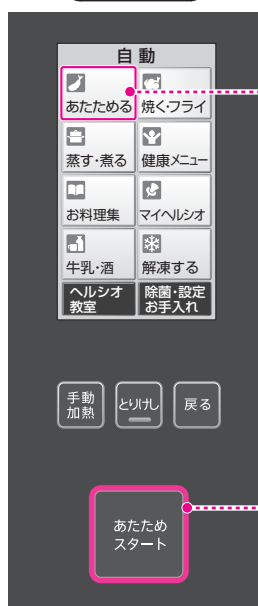 自動
あたためる
焼く・フライ
蒸す・煮る
健康メニュー
お料理集
マイヘルシオ
牛乳・酒
解凍する
ヘルシオ
教室
除菌・設定
お手入れ
手動
加熱
とりけし
戻る
あたため
スタート